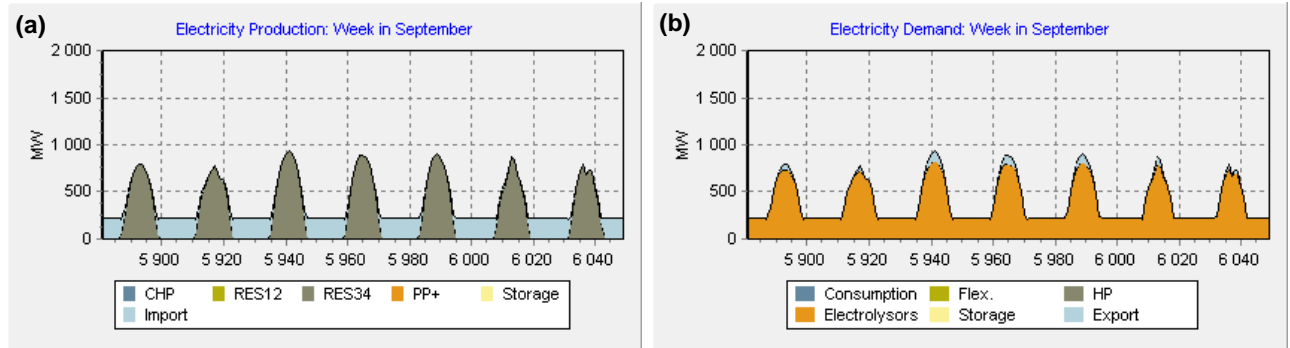 (a)
Electricity Production: Week in September
2 000
1 500
1 000
500
0
MW
5 900 5 920 5 940 5 960 5 980 6 000 6 020 6 040
CHP RES12 RES34 PP+ Storage
Import
(b)
Electricity Demand: Week in September
2 000
1 500
1 000
500
0
MW
5 900 5 920 5 940 5 960 5 980 6 000 6 020 6 040
Consumption Flex. HP
Electrolysors Storage Export